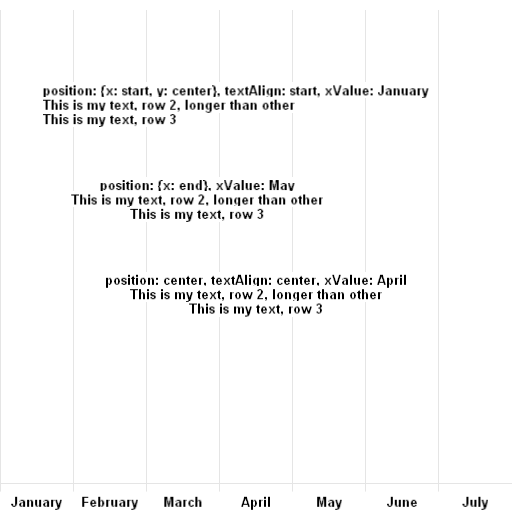 position: {x: start, y: center}, textAlign: start, xValue: January
This is my text, row 2, longer than other
This is my text, row 3
position: {x: end}, xValue: May
This is my text, row 2, longer than other
This is my text, row 3
position: center, textAlign: center, xValue: April
This is my text, row 2, longer than other
This is my text, row 3
January February March April May June July